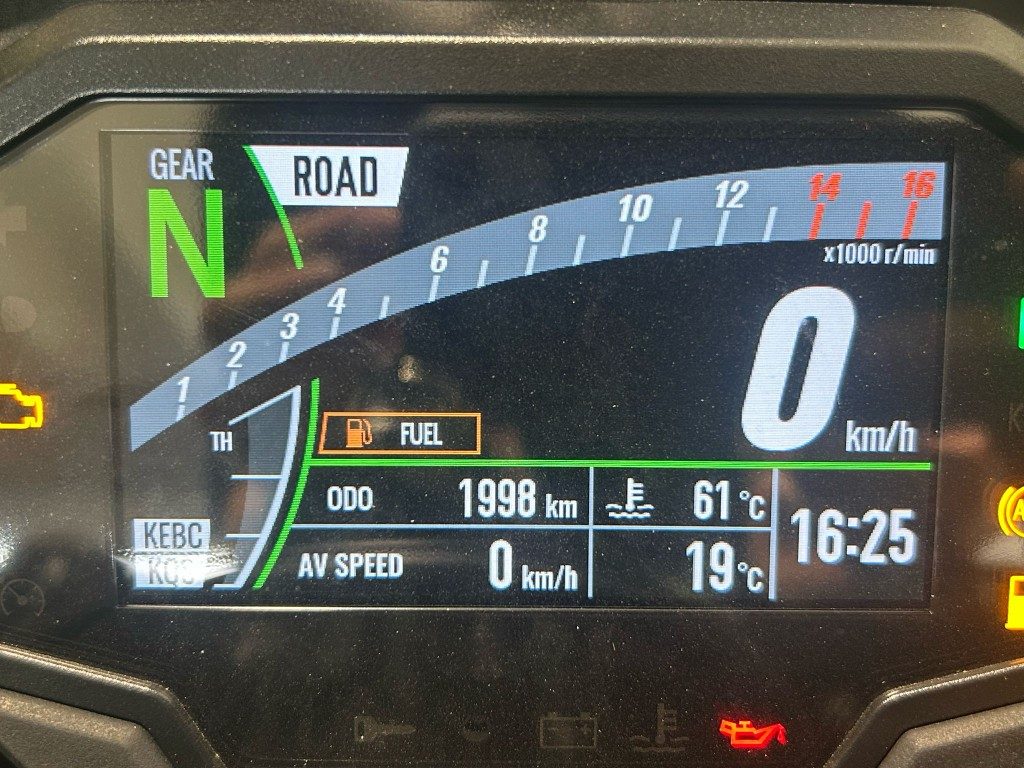 GEAR
N
ROAD
1 2 3 4 6 8 10 12 14 16
x1000 r/min
0 km/h
TH
FUEL
ODO 1998 km
61 °C
16:25
KEBC
KQS
AV SPEED 0 km/h
19 °C